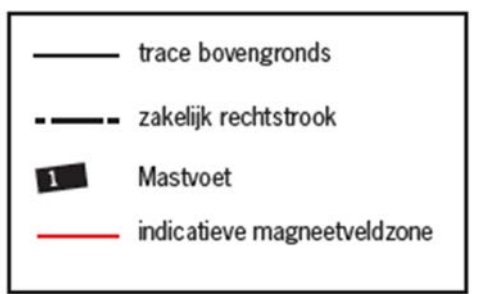 trace bovengronds
zakelijk rechtstrook
1 Mastvoet
indicatieve magneetveldzone